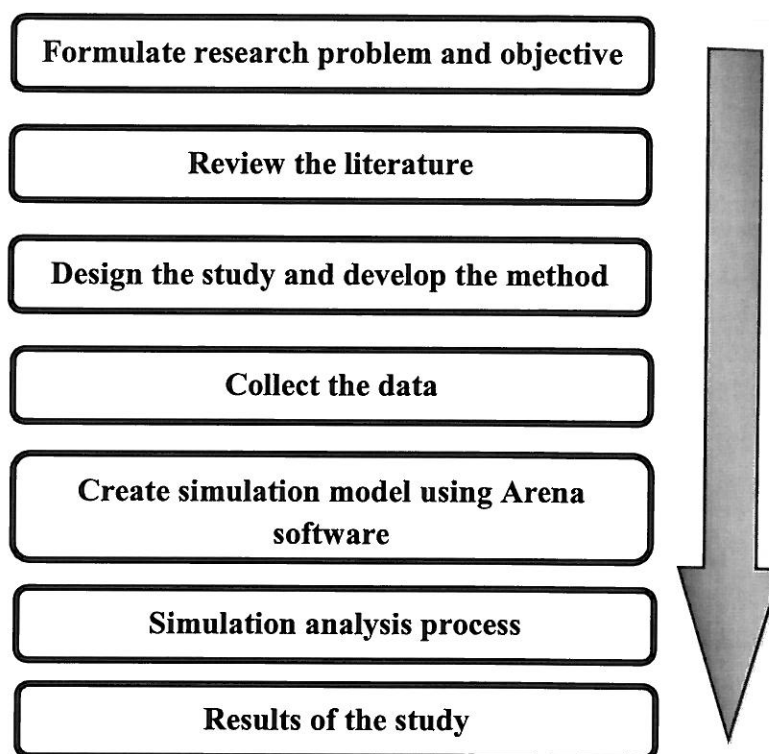 Formulate research problem and objective
Review the literature
Design the study and develop the method
Collect the data
Create simulation model using Arena
software
Simulation analysis process
Results of the study